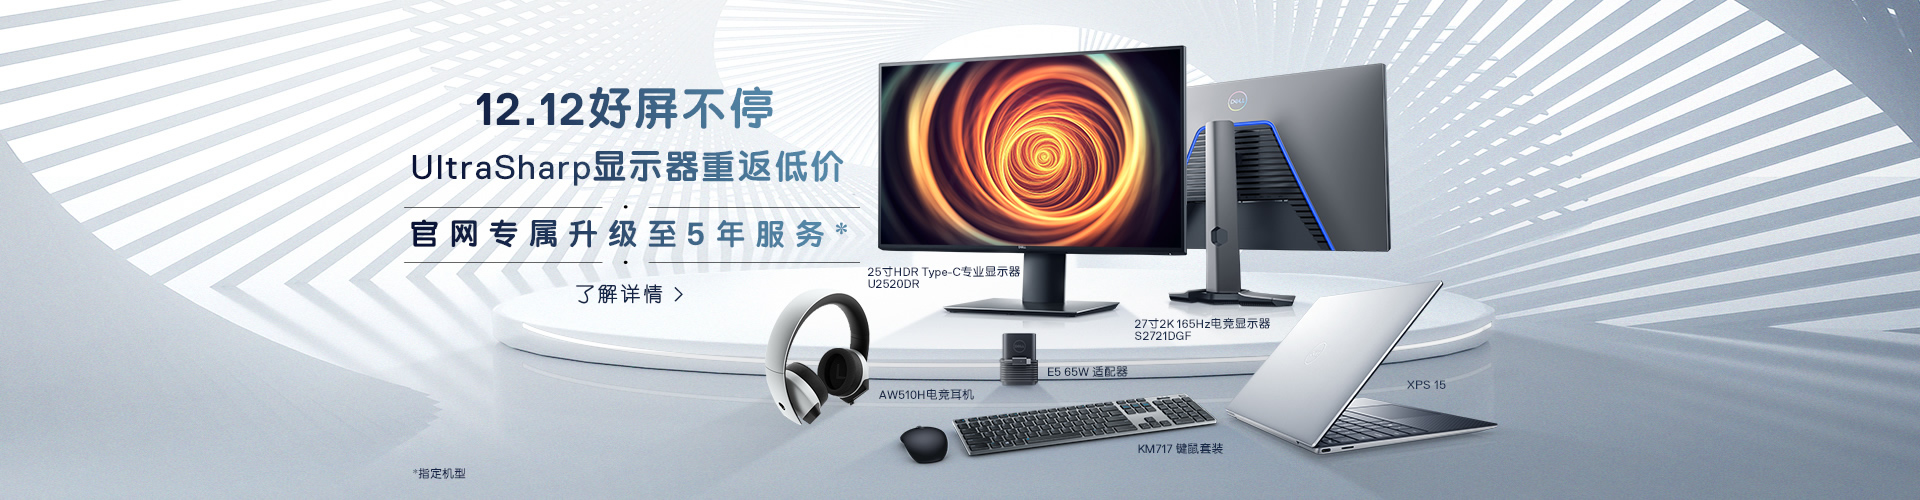 12.12好屏不停
UltraSharp显示器重返低价
官网专属升级至5年服务*
了解详情 >
25寸HDR Type-C专业显示器
U2520DR
27寸2K 165Hz电竞显示器
S2721DGF
E5 65W 适配器
AW510H电竞耳机
XPS 15
KM717 键鼠套装
*指定机型
DELL